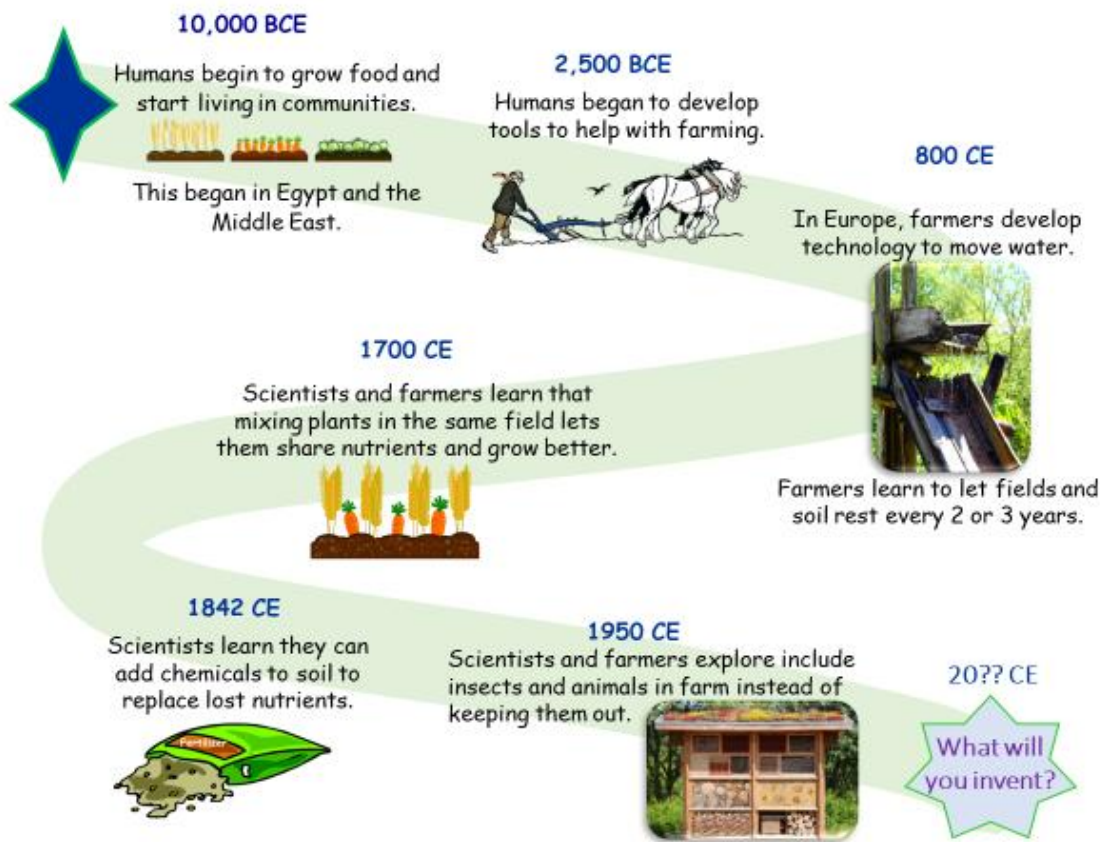 10,000 BCE
Humans begin to grow food and
start living in communities.
This began in Egypt and the
Middle East.
2,500 BCE
Humans began to develop
tools to help with farming.
800 CE
In Europe, farmers develop
technology to move water.
Farmers learn to let fields and
soil rest every 2 or 3 years.
1700 CE
Scientists and farmers learn that
mixing plants in the same field lets
them share nutrients and grow better.
1842 CE
Scientists learn they can
add chemicals to soil to
replace lost nutrients.
Fertilizer
1950 CE
Scientists and farmers explore include
insects and animals in farm instead of
keeping them out.
20?? CE
What will
you invent?